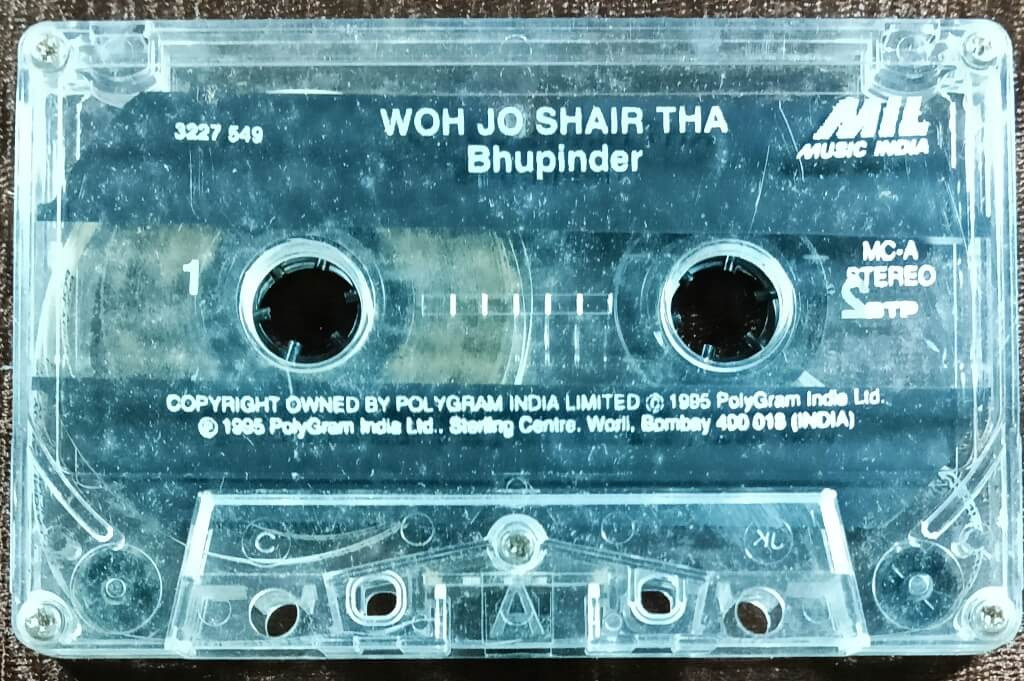 3227 549
WOH JO SHAIR THA
Bhupinder
MIL
MUSIC INDIA
1
MC-A
STEREO
2 STP
COPYRIGHT OWNED BY POLYGRAM INDIA LIMITED © 1995 PolyGram India Ltd.
℗ 1995 PolyGram India Ltd., Sterling Centre, Worli, Bombay 400 018 (INDIA)
C
JK
A